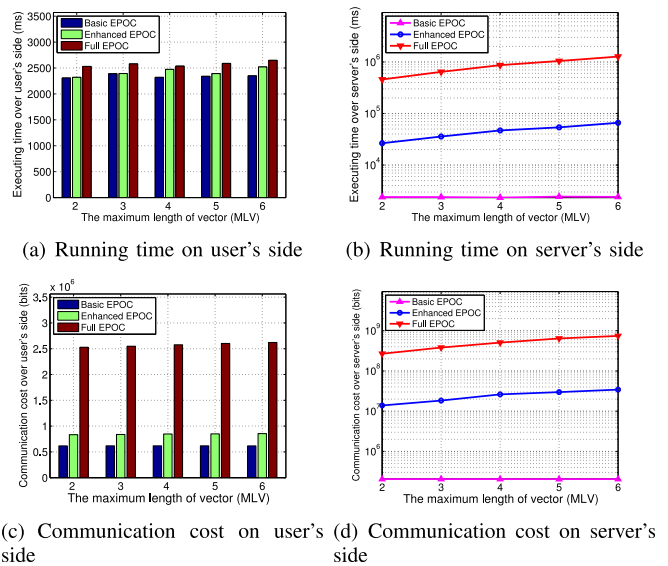 Executing time over user's side (ms)
3500
3000
2500
2000
1500
1000
500
0
Basic EPOC
Enhanced EPOC
Full EPOC
2 3 4 5 6
The maximum length of vector (MLV)
(a) Running time on user's side
Executing time over server's side (ms)
10^6
10^5
10^4
Basic EPOC
Enhanced EPOC
Full EPOC
2 3 4 5 6
The maximum length of vector (MLV)
(b) Running time on server's side
Communication cost over user's side (bits)
x 10^6
3,5
3
2.5
2
1.5
1
0.5
0
Basic EPOC
Enhanced EPOC
Full EPOC
2 3 4 5 6
The maximum length of vector (MLV)
(c) Communication cost on user's
side
Communication cost over server's side (bits)
10^9
10^8
10^7
10^6
Basic EPOC
Enhanced EPOC
Full EPOC
2 3 4 5 6
The maximum length of vector (MLV)
(d) Communication cost on server's
side